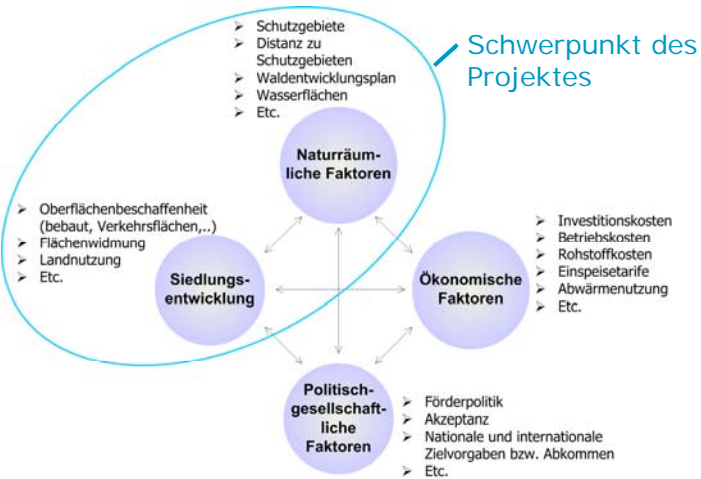 ➢ Schutzgebiete
➢ Distanz zu
Schutzgebieten
➢ Waldentwicklungsplan
➢ Wasserflächen
➢ Etc.
Schwerpunkt des
Projektes
Naturräum-
liche Faktoren
➢ Oberflächenbeschaffenheit
(bebaut, Verkehrsflächen,..)
➢ Flächenwidmung
➢ Landnutzung
➢ Etc.
Siedlungs-
entwicklung
Ökonomische
Faktoren
➢ Investitionskosten
➢ Betriebskosten
➢ Rohstoffkosten
➢ Einspeisetarife
➢ Abwärmenutzung
➢ Etc.
Politisch-
gesellschaft-
liche
Faktoren
➢ Förderpolitik
➢ Akzeptanz
➢ Nationale und internationale
Zielvorgaben bzw. Abkommen
➢ Etc.